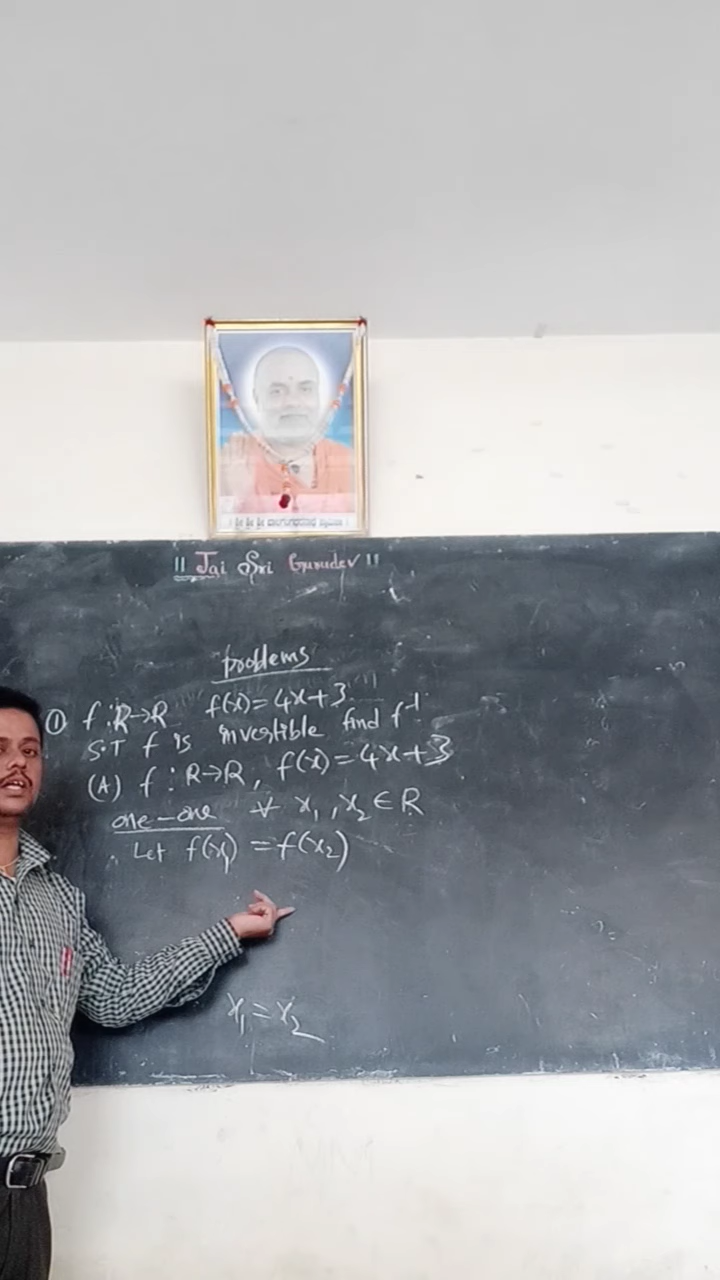 || Jai Sri Gurudev ||
problems
① f:R→R f(x)=4x+3
S.T f is invertible find f⁻¹
(A) f:R→R, f(x)=4x+3
one-one ∀ x₁,x₂∈R
Let f(x₁) = f(x₂)
x₁=x₂